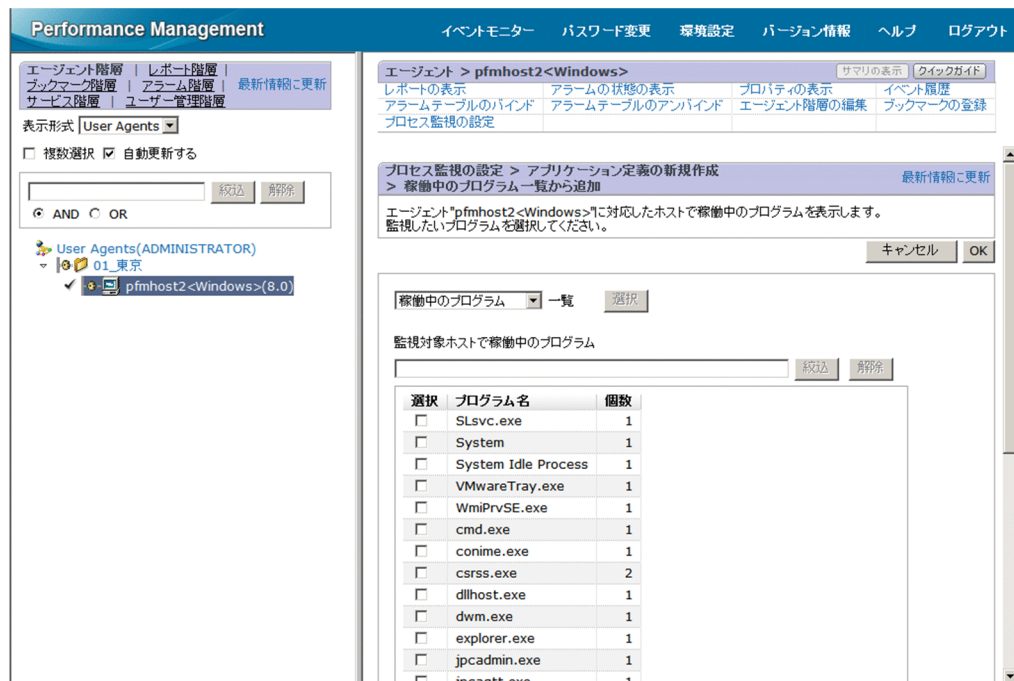 Performance Management
イベントモニター パスワード変更 環境設定 バージョン情報 ヘルプ ログアウト
エージェント階層 | レポート階層 |
ブックマーク階層 | アラーム階層 |
サービス階層 | ユーザー管理階層
最新情報に更新
表示形式 User Agents
複数選択 自動更新する
絞込 解除
AND OR
User Agents(ADMINISTRATOR)
01_東京
pfmhost2<Windows>(8.0)
エージェント > pfmhost2<Windows>
サマリの表示 クイックガイド
レポートの表示 アラームの状態の表示 プロパティの表示 イベント履歴
アラームテーブルのバインド アラームテーブルのアンバインド エージェント階層の編集 ブックマークの登録
プロセス監視の設定
プロセス監視の設定 > アプリケーション定義の新規作成
> 稼働中のプログラム一覧から追加
最新情報に更新
エージェント"pfmhost2<Windows>"に対応したホストで稼働中のプログラムを表示します。
監視したいプログラムを選択してください。
キャンセル OK
稼働中のプログラム 一覧 選択
監視対象ホストで稼働中のプログラム
絞込 解除
選択 プログラム名 個数
SLsvc.exe 1
System 1
System Idle Process 1
VMwareTray.exe 1
WmiPrvSE.exe 1
cmd.exe 1
conime.exe 1
csrss.exe 2
dllhost.exe 1
dwm.exe 1
explorer.exe 1
jpcadmin.exe 1